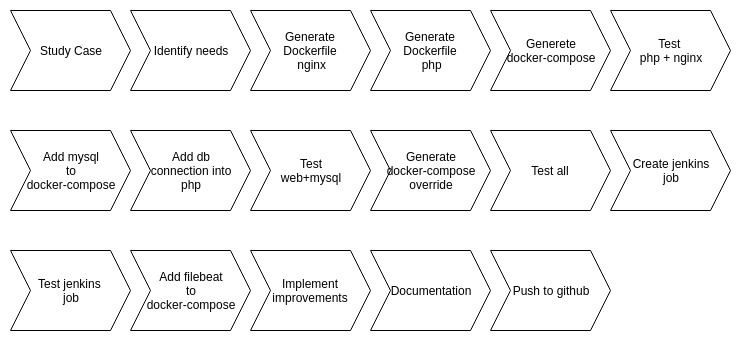 Study Case
Identify needs
Generate
Dockerfile
nginx
Generate
Dockerfile
php
Generete
docker-compose
Test
php + nginx
Add mysql
to
docker-compose
Add db
connection into
php
Test
web+mysql
Generate
docker-compose
override
Test all
Create jenkins
job
Test jenkins
job
Add filebeat
to
docker-compose
Implement
improvements
Documentation
Push to github